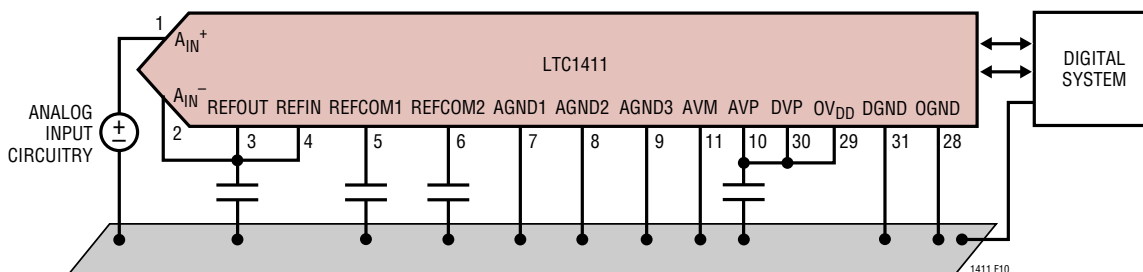 1
A_IN^+
LTC1411
DIGITAL
SYSTEM
A_IN^−
REFOUT REFIN REFCOM1 REFCOM2 AGND1 AGND2 AGND3 AVM AVP DVP OV_DD DGND OGND
ANALOG
INPUT
CIRCUITRY
+
−
2 3 4 5 6 7 8 9 11 10 30 29 31 28
1411 F10